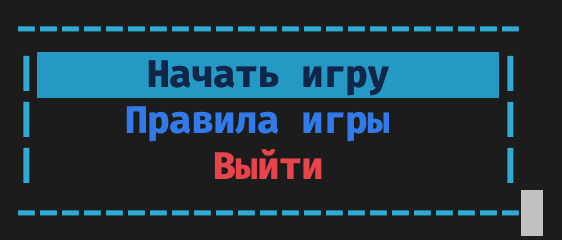 Начать игру
Правила игры
Выйти